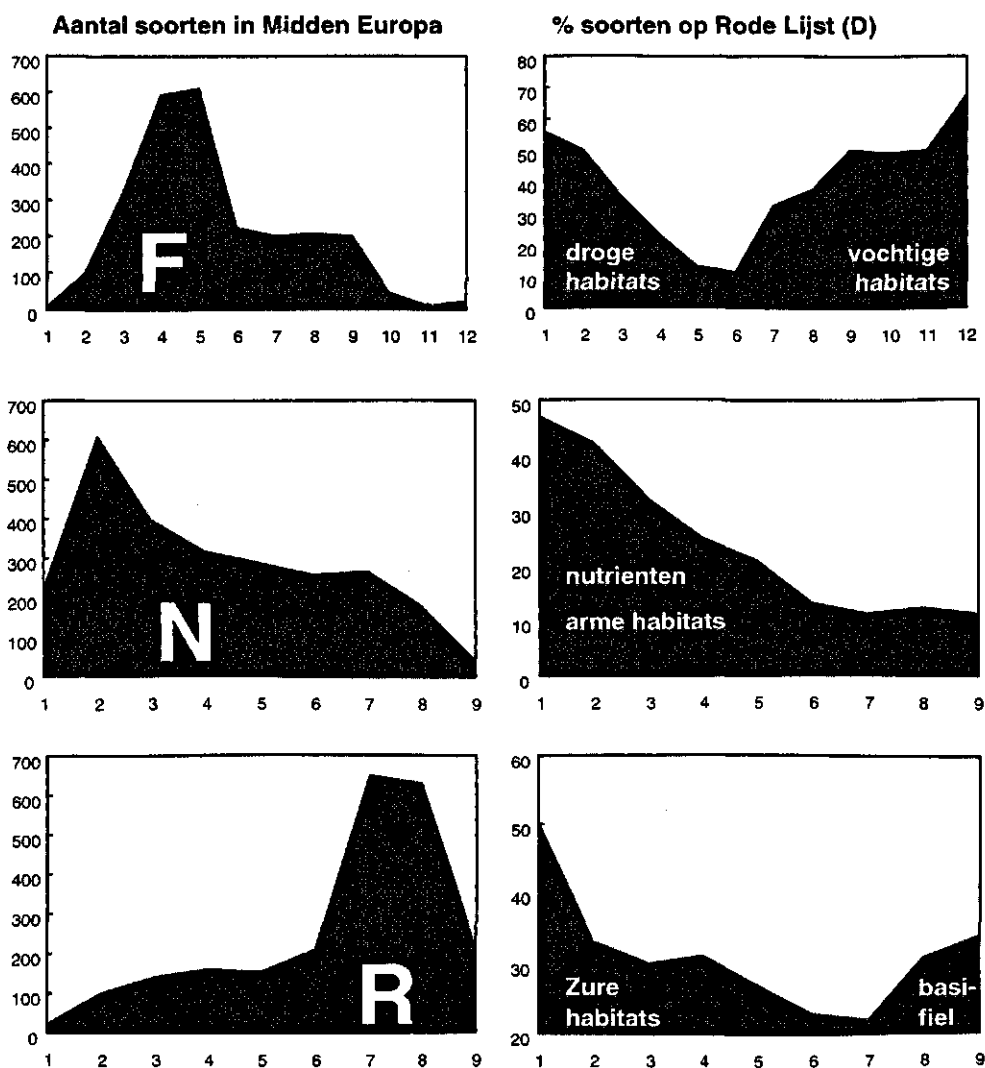 Aantal soorten in Midden Europa
% soorten op Rode Lijst (D)
700
600
500
400
300
200
100
0
F
1 2 3 4 5 6 7 8 9 10 11 12
80
70
60
50
40
30
20
10
0
droge
habitats
vochtige
habitats
1 2 3 4 5 6 7 8 9 10 11 12
700
600
500
400
300
200
100
0
N
1 2 3 4 5 6 7 8 9
50
40
30
20
10
0
nutrienten
arme habitats
1 2 3 4 5 6 7 8 9
700
600
500
400
300
200
100
0
R
1 2 3 4 5 6 7 8 9
60
50
40
30
20
Zure
habitats
basi-
fiel
1 2 3 4 5 6 7 8 9